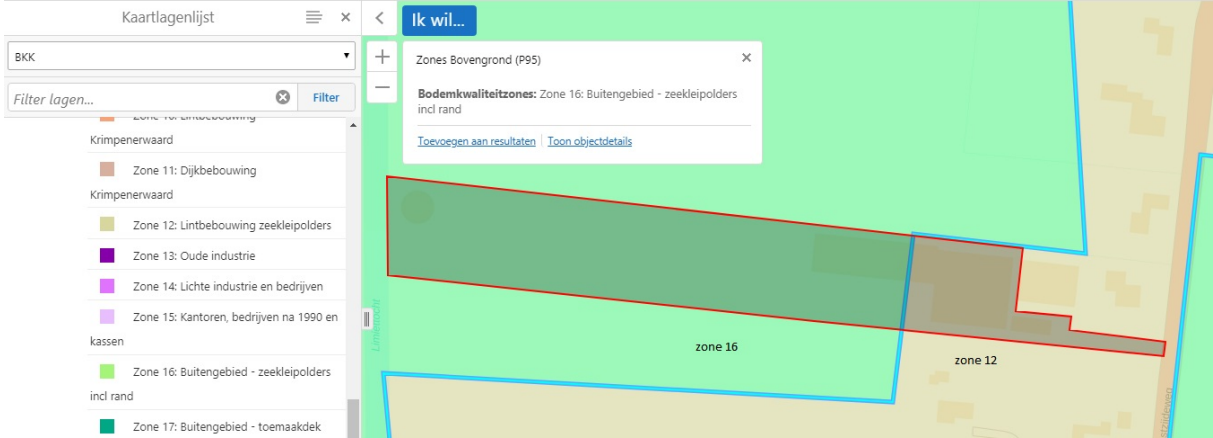 Kaartlagenlijst
BKK
Filter lagen...
Filter
Krimpenerwaard
Zone 11: Dijkbebouwing
Krimpenerwaard
Zone 12: Lintbebouwing zeekleipolders
Zone 13: Oude industrie
Zone 14: Lichte industrie en bedrijven
Zone 15: Kantoren, bedrijven na 1990 en
kassen
Zone 16: Buitengebied - zeekleipolders
incl rand
Zone 17: Buitengebied - toemaakdek
Ik wil...
Zones Bovengrond (P95)
Bodemkwaliteitzones: Zone 16: Buitengebied - zeekleipolders
incl rand
Toevoegen aan resultaten
Toon objectdetails
zone 16
zone 12